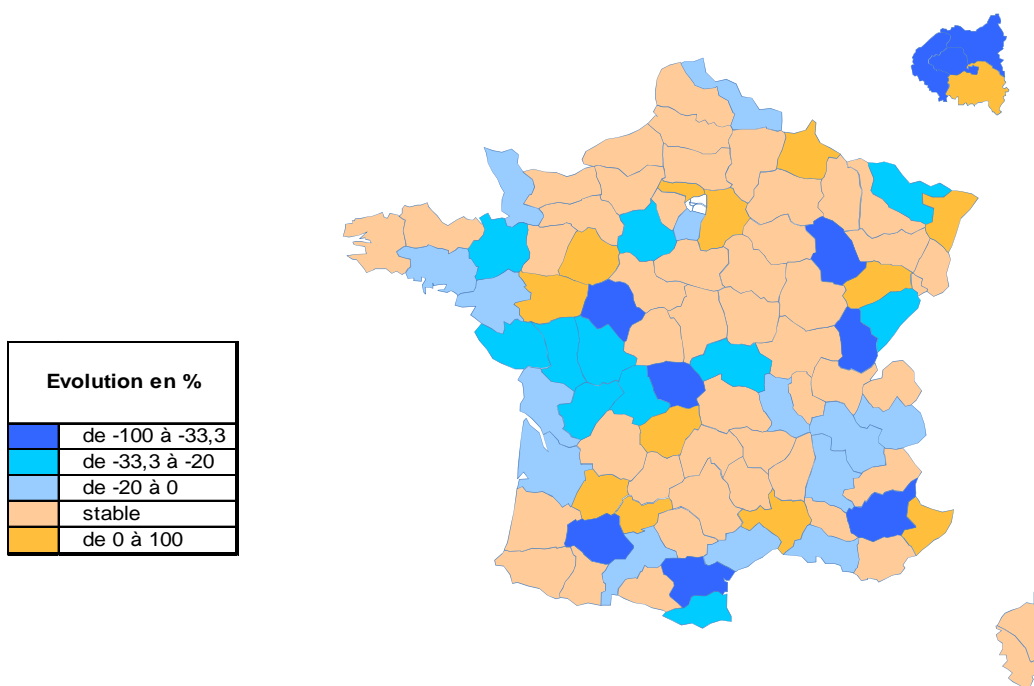 Evolution en %
de -100 à -33,3
de -33,3 à -20
de -20 à 0
stable
de 0 à 100